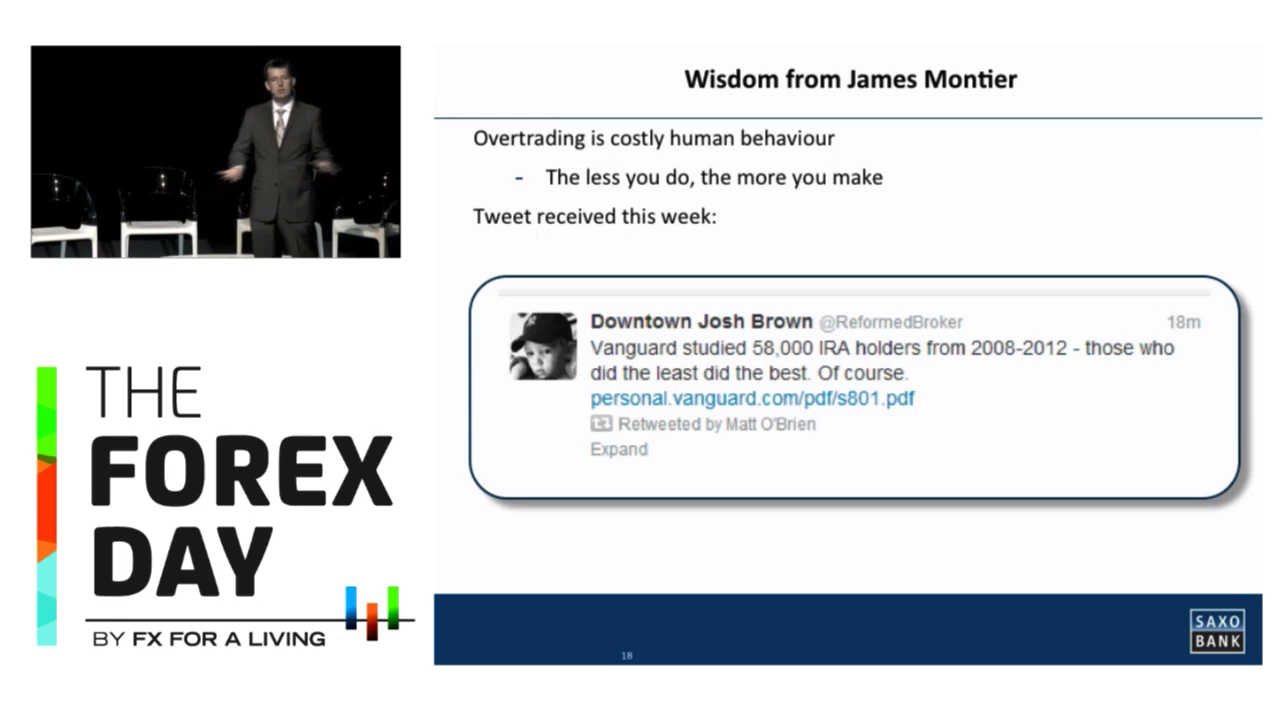 Wisdom from James Montier
Overtrading is costly human behaviour
- The less you do, the more you make
Tweet received this week:
Downtown Josh Brown @ReformedBroker 18m
Vanguard studied 58,000 IRA holders from 2008-2012 - those who
did the least did the best. Of course.
personal.vanguard.com/pdf/s801.pdf
Retweeted by Matt O'Brien
Expand
THE
FOREX
DAY
BY FX FOR A LIVING
18
SAXO
BANK